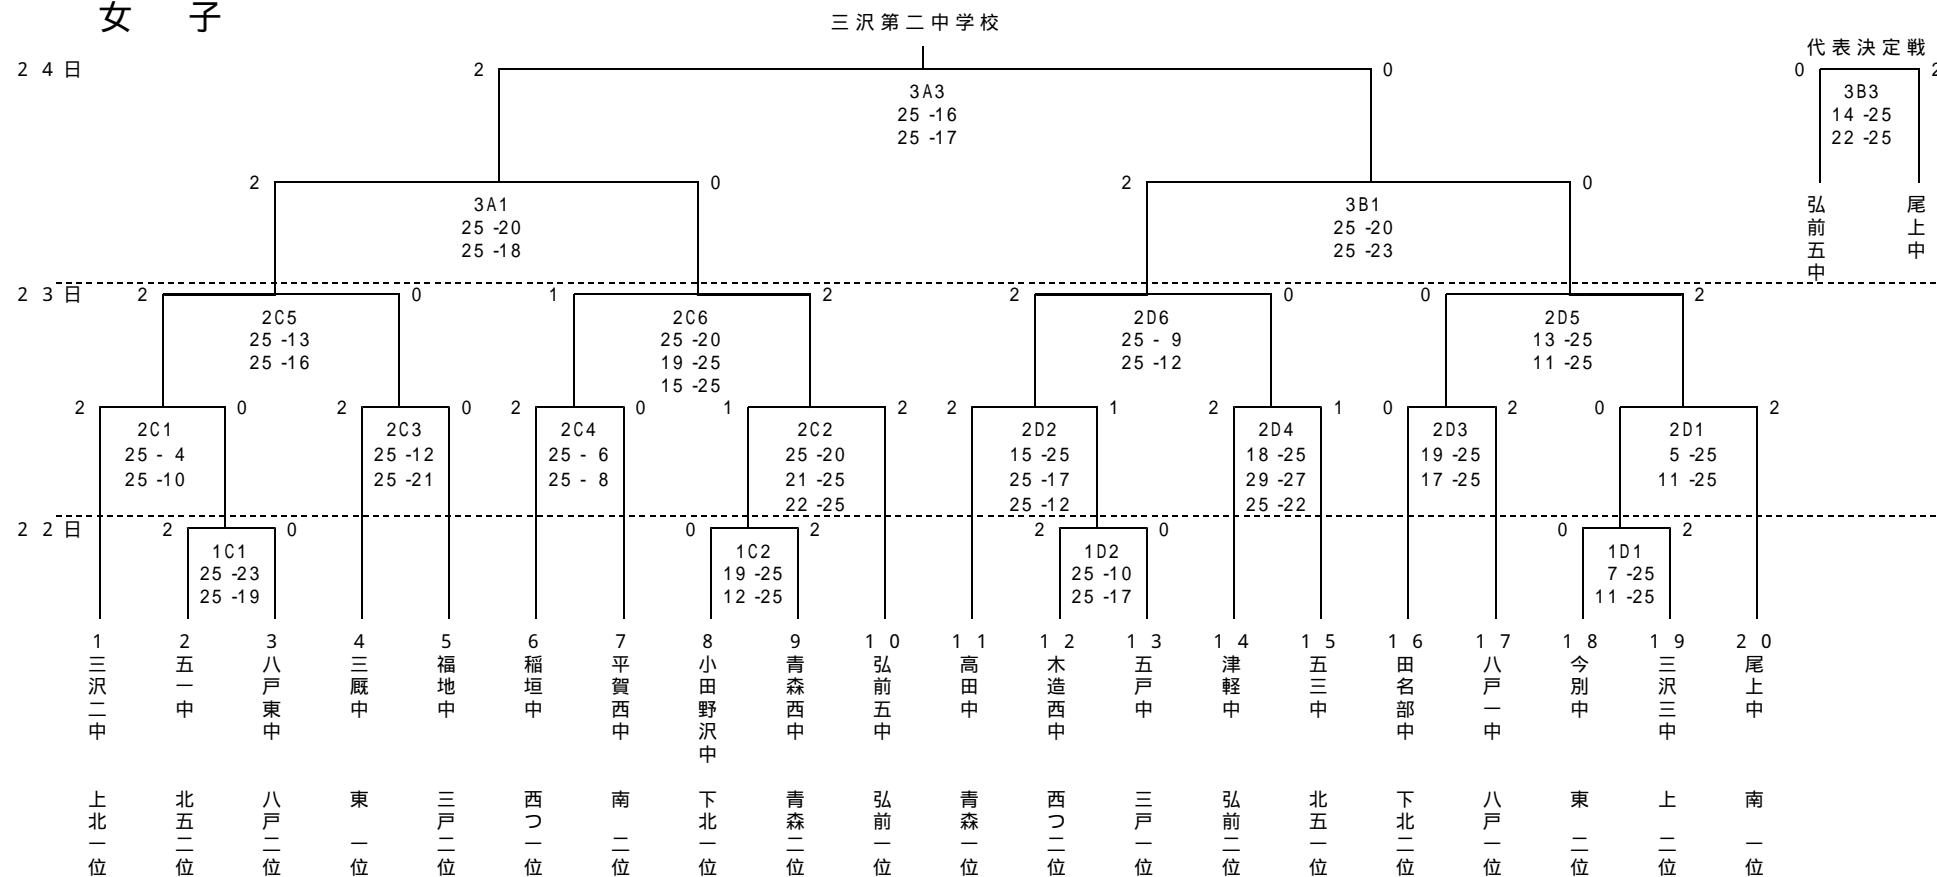 女 子
三沢第二中学校
代表決定戦
24日
2
0
0
2
3A3
25 -16
25 -17
3B3
14 -25
22 -25
2
0
2
0
3A1
25 -20
25 -18
3B1
25 -20
25 -23
弘前五中
尾上中
23日
2
0
1
2
2
0
0
2
2C5
25 -13
25 -16
2C6
25 -20
19 -25
15 -25
2D6
25 - 9
25 -12
2D5
13 -25
11 -25
2
0
2
0
2
0
1
2
2
1
2
1
0
2
0
2
2C1
25 - 4
25 -10
2C3
25 -12
25 -21
2C4
25 - 6
25 - 8
2C2
25 -20
21 -25
22 -25
2D2
15 -25
25 -17
25 -12
2D4
18 -25
29 -27
25 -22
2D3
19 -25
17 -25
2D1
5 -25
11 -25
22日
2
0
0
2
2
0
0
2
1C1
25 -23
25 -19
1C2
19 -25
12 -25
1D2
25 -10
25 -17
1D1
7 -25
11 -25
1 2 3 4 5 6 7 8 9 10 11 12 13 14 15 16 17 18 19 20
三沢二中
五一中
八戸東中
三厩中
福地中
稲垣中
平賀西中
小田野沢中
青森西中
弘前五中
高田中
木造西中
五戸中
津軽中
五三中
田名部中
八戸一中
今別中
三沢三中
尾上中
上北一位
北五二位
八戸二位
東 一位
三戸二位
西つ一位
南 二位
下北一位
青森二位
弘前一位
青森一位
西つ二位
三戸一位
弘前二位
北五一位
下北二位
八戸一位
東 二位
上 二位
南 一位